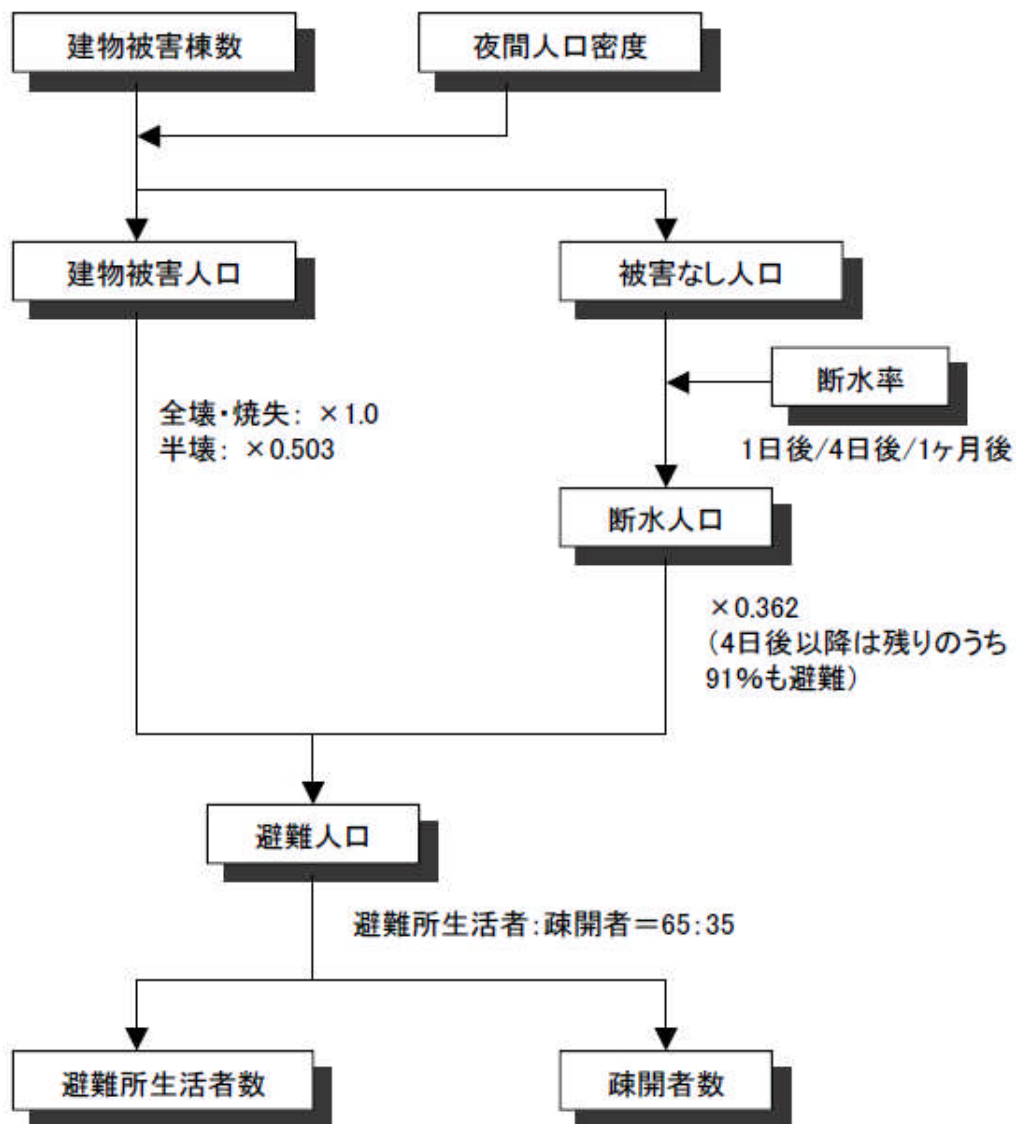 建物被害棟数
夜間人口密度
建物被害人口
被害なし人口
断水率
全壊・焼失: ×1.0
半壊: ×0.503
1日後/4日後/1ヶ月後
断水人口
×0.362
(4日後以降は残りのうち
91%も避難)
避難人口
避難所生活者:疎開者=65:35
避難所生活者数
疎開者数